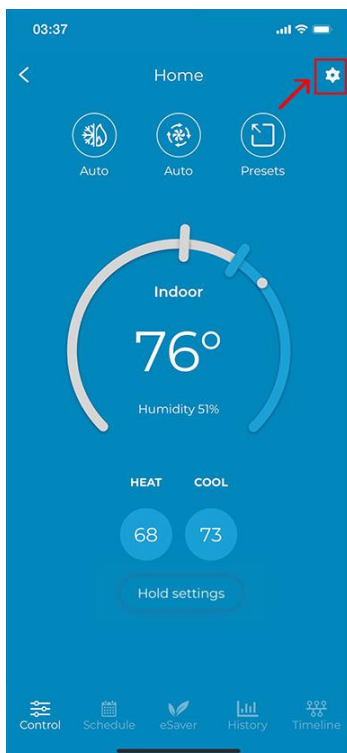 03:37
Home
Auto Auto Presets
Indoor
76°
Humidity 51%
HEAT COOL
68 73
Hold settings
Control Schedule eSaver History Timeline